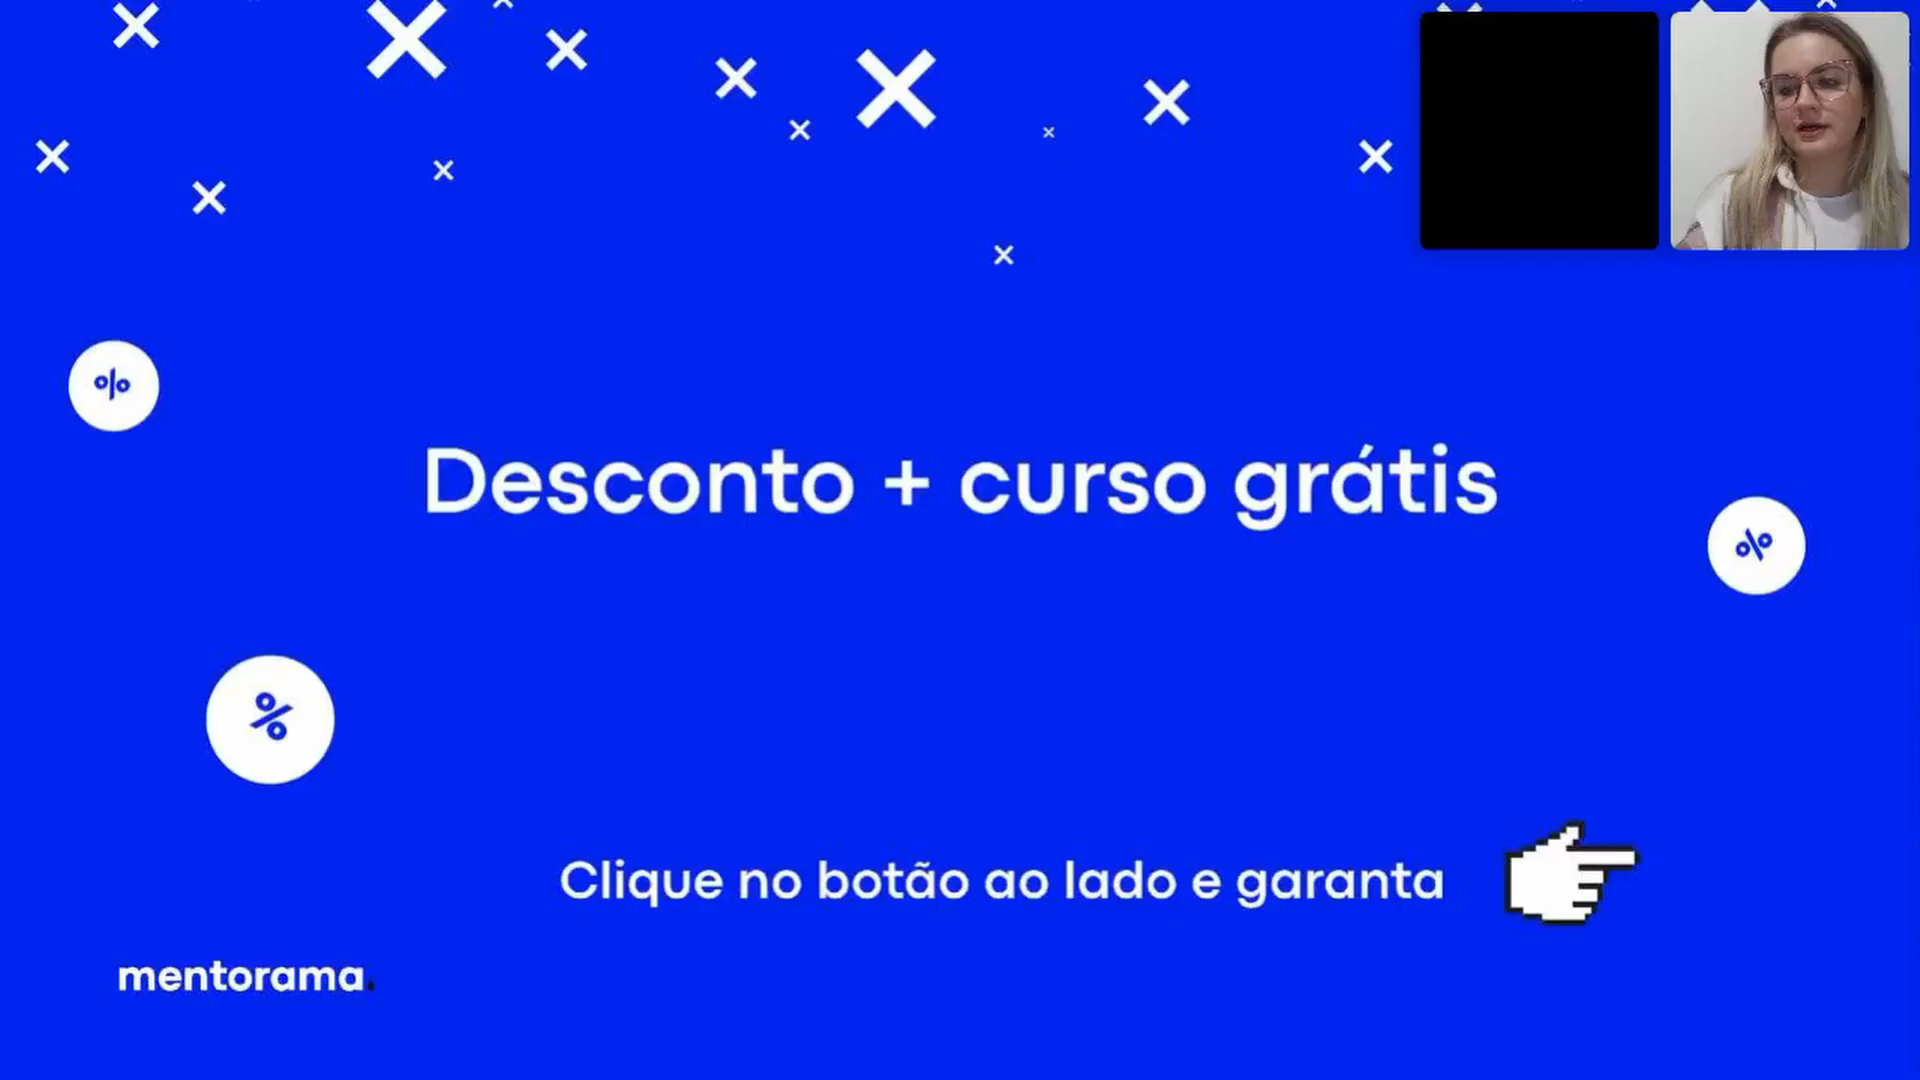 %
Desconto + curso grátis
%
%
Clique no botão ao lado e garanta
mentorama.